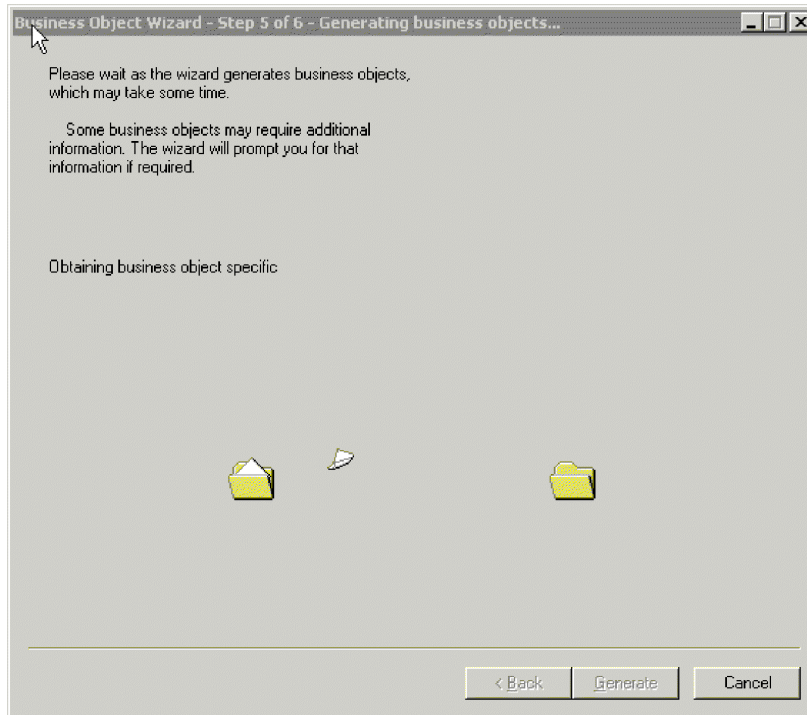 Business Object Wizard - Step 5 of 6 - Generating business objects...
Please wait as the wizard generates business objects,
which may take some time.
Some business objects may require additional
information. The wizard will prompt you for that
information if required.
Obtaining business object specific
< Back
Generate
Cancel